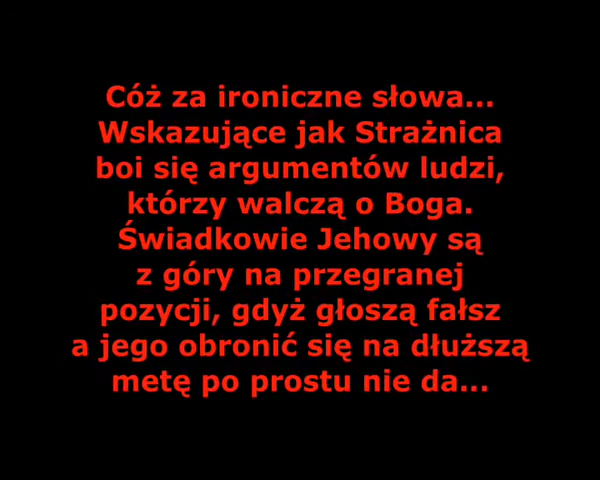 Cóż za ironiczne słowa...
Wskazujące jak Strażnica
boi się argumentów ludzi,
którzy walczą o Boga.
Świadkowie Jehowy są
z góry na przegranej
pozycji, gdyż głoszą fałsz
a jego obronić się na dłuższą
metę po prostu nie da...